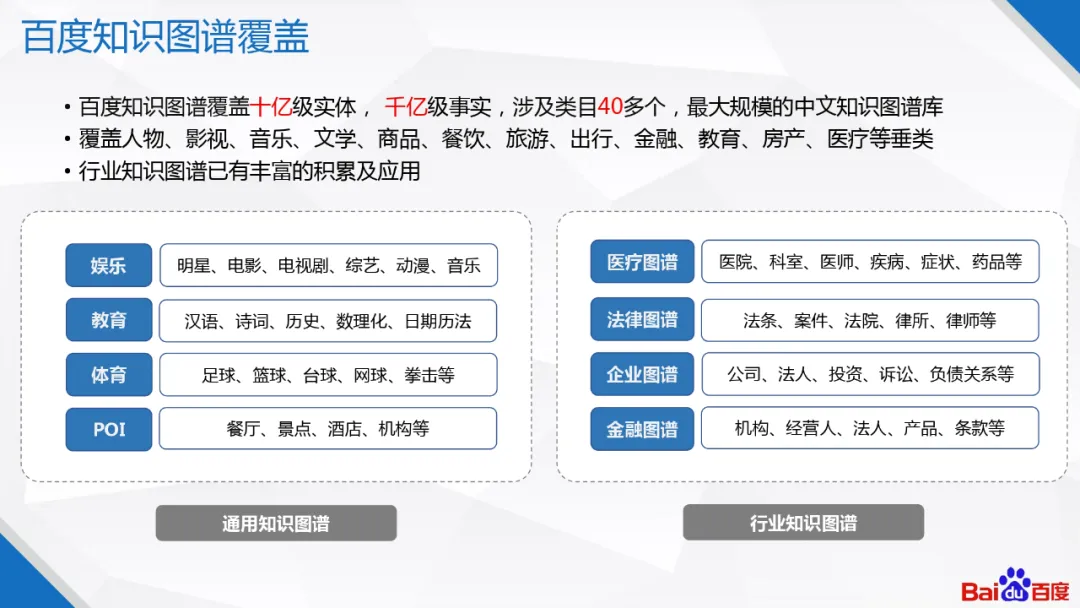 百度知识图谱覆盖
• 百度知识图谱覆盖十亿级实体， 千亿级事实，涉及类目40多个，最大规模的中文知识图谱库
• 覆盖人物、影视、音乐、文学、商品、餐饮、旅游、出行、金融、教育、房产、医疗等垂类
• 行业知识图谱已有丰富的积累及应用
娱乐 明星、电影、电视剧、综艺、动漫、音乐
教育 汉语、诗词、历史、数理化、日期历法
体育 足球、篮球、台球、网球、拳击等
POI 餐厅、景点、酒店、机构等
通用知识图谱
医疗图谱 医院、科室、医师、疾病、症状、药品等
法律图谱 法条、案件、法院、律所、律师等
企业图谱 公司、法人、投资、诉讼、负债关系等
金融图谱 机构、经营人、法人、产品、条款等
行业知识图谱
Bai du 百度